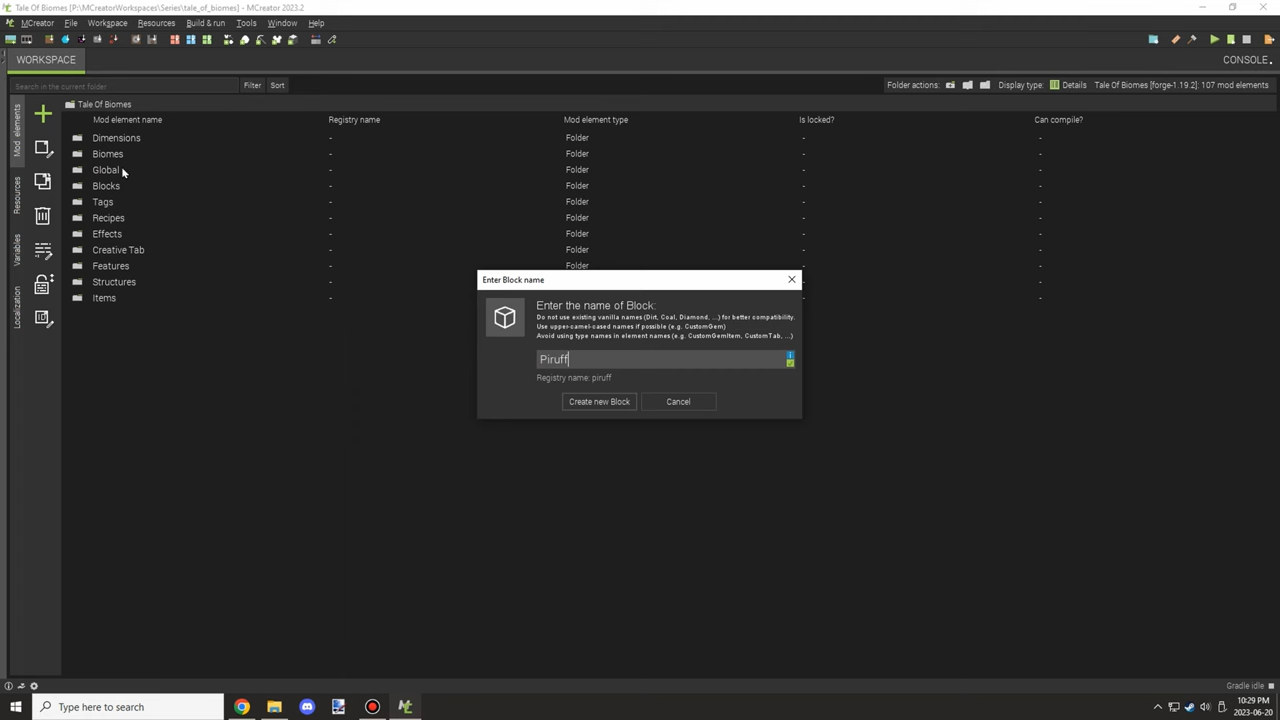 Tale Of Biomes [P:\MCreatorWorkspaces\Series\tale_of_biomes] - MCreator 2023.2
MCreator File Workspace Resources Build & run Tools Window Help
WORKSPACE
CONSOLE
Search in the current folder
Filter
Sort
Folder actions:
Display type:
Details
Tale Of Biomes [forge-1.19.2]: 107 mod elements
Mod elements
Resources
Variables
Localization
Tale Of Biomes
Mod element name Registry name Mod element type Is locked? Can compile?
Dimensions - Folder - -
Biomes - Folder - -
Global - Folder - -
Blocks - Folder - -
Tags - Folder - -
Recipes - Folder - -
Effects - Folder - -
Creative Tab - Folder - -
Features - Folder - -
Structures - -
Items - -
Enter Block name
Enter the name of Block:
Do not use existing vanilla names (Dirt, Coal, Diamond, ...) for better compatibility.
Use upper-camel-cased names if possible (e.g. CustomGem)
Avoid using type names in element names (e.g. CustomGemItem, CustomTab, ...)
Piruff
Registry name: piruff
Create new Block
Cancel
Gradle idle
Type here to search
10:29 PM
2023-06-20